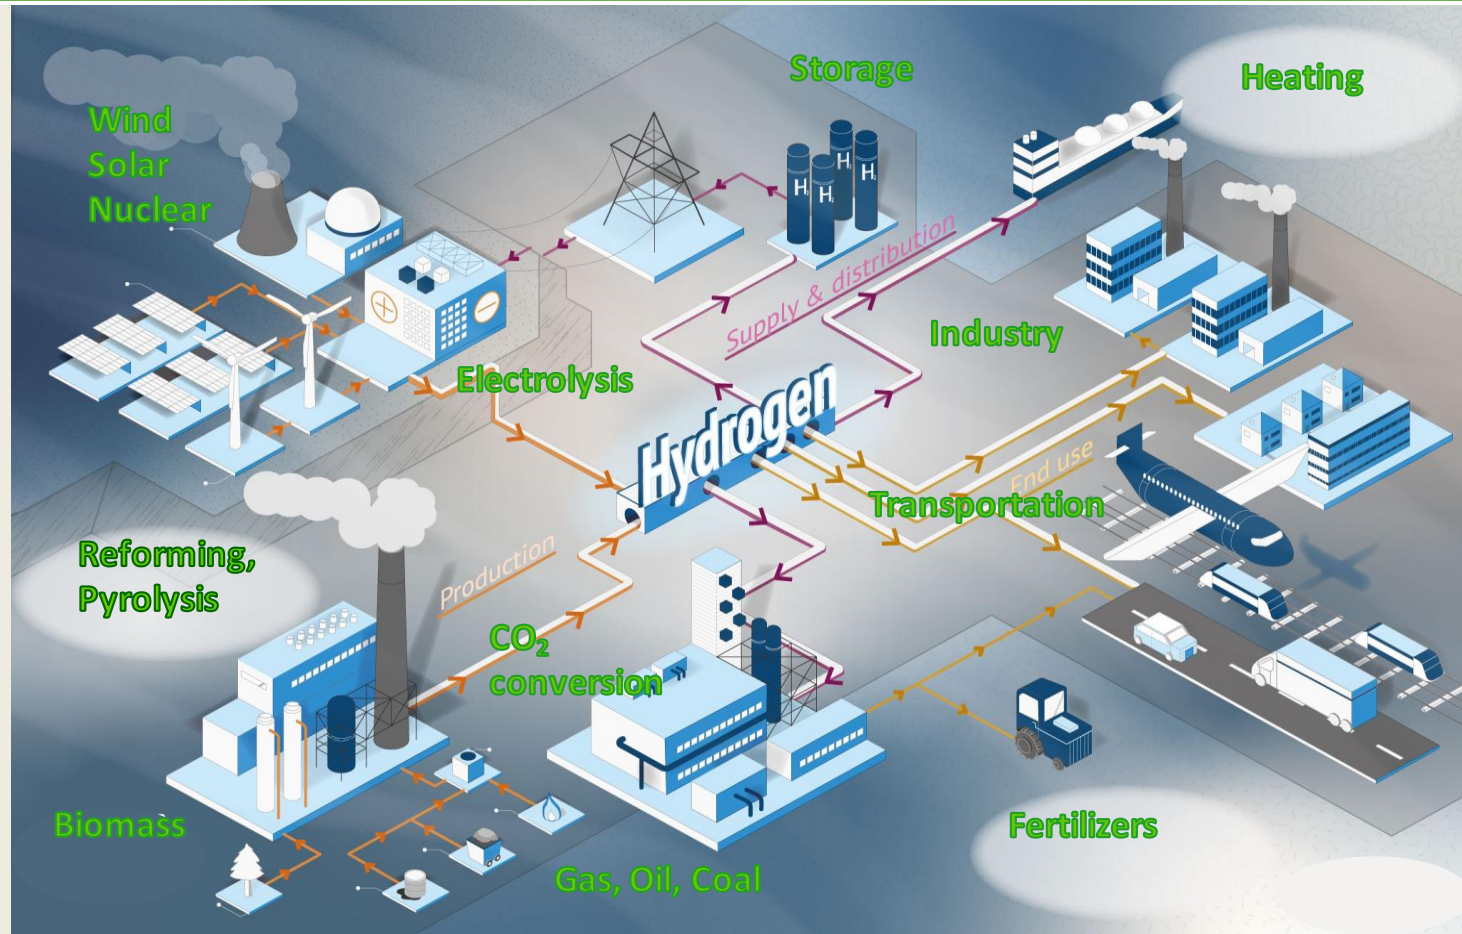 Storage
Heating
Wind
Solar
Nuclear
H2
H2
H2
H2
Supply & distribution
Industry
Electrolysis
Hydrogen
End use
Transportation
Reforming,
Pyrolysis
Production
CO₂
conversion
Biomass
Fertilizers
Gas, Oil, Coal